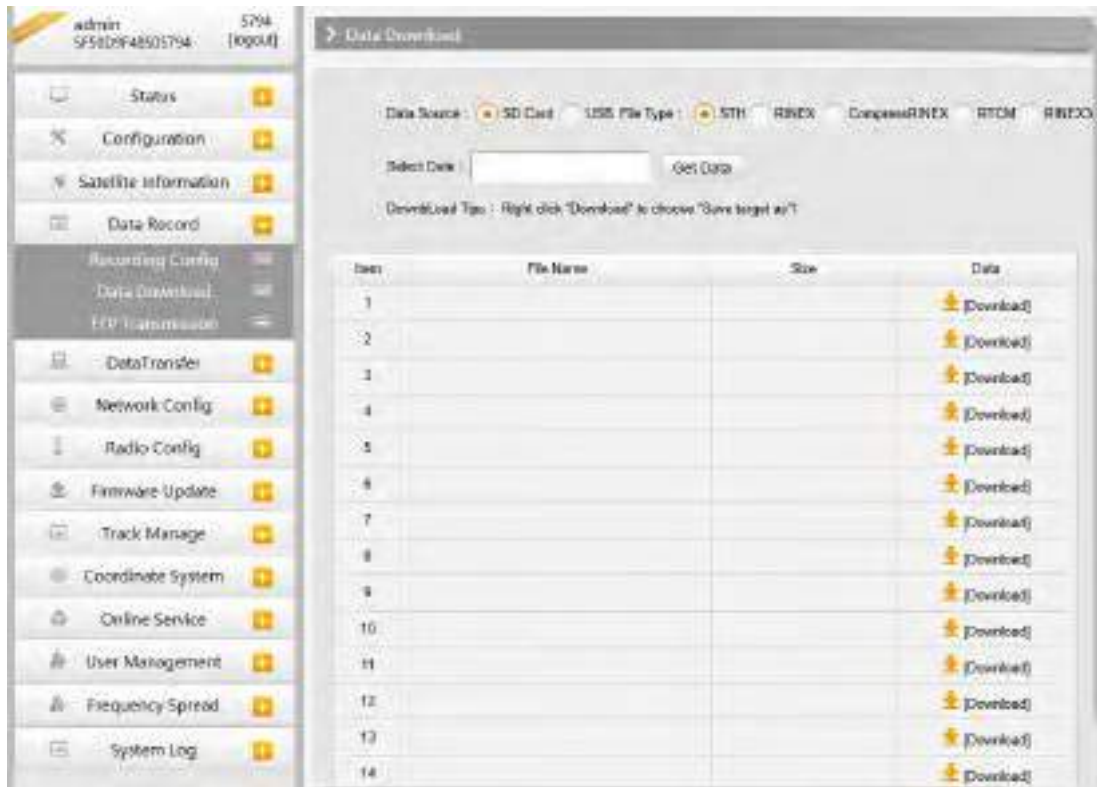 admin 5794
[logout]
Data Download
Status
Configuration
Satellite Information
Data Record
Recording Config
Data Download
FTP Transmission
DataTransfer
Network Config
Radio Config
Firmware Update
Track Manage
Coordinate System
Online Service
User Management
Frequency Spread
System Log
Data Source : SD Card USB File Type : STH RINEX CompressRINEX RTCM
Select Date : Get Data
Tips : Right click "Download" to choose "Save target as"!
Item File Name Size Data
1 [Download]
2 [Download]
3 [Download]
4 [Download]
5 [Download]
6 [Download]
7 [Download]
8 [Download]
9 [Download]
10 [Download]
11 [Download]
12 [Download]
13 [Download]
14 [Download]